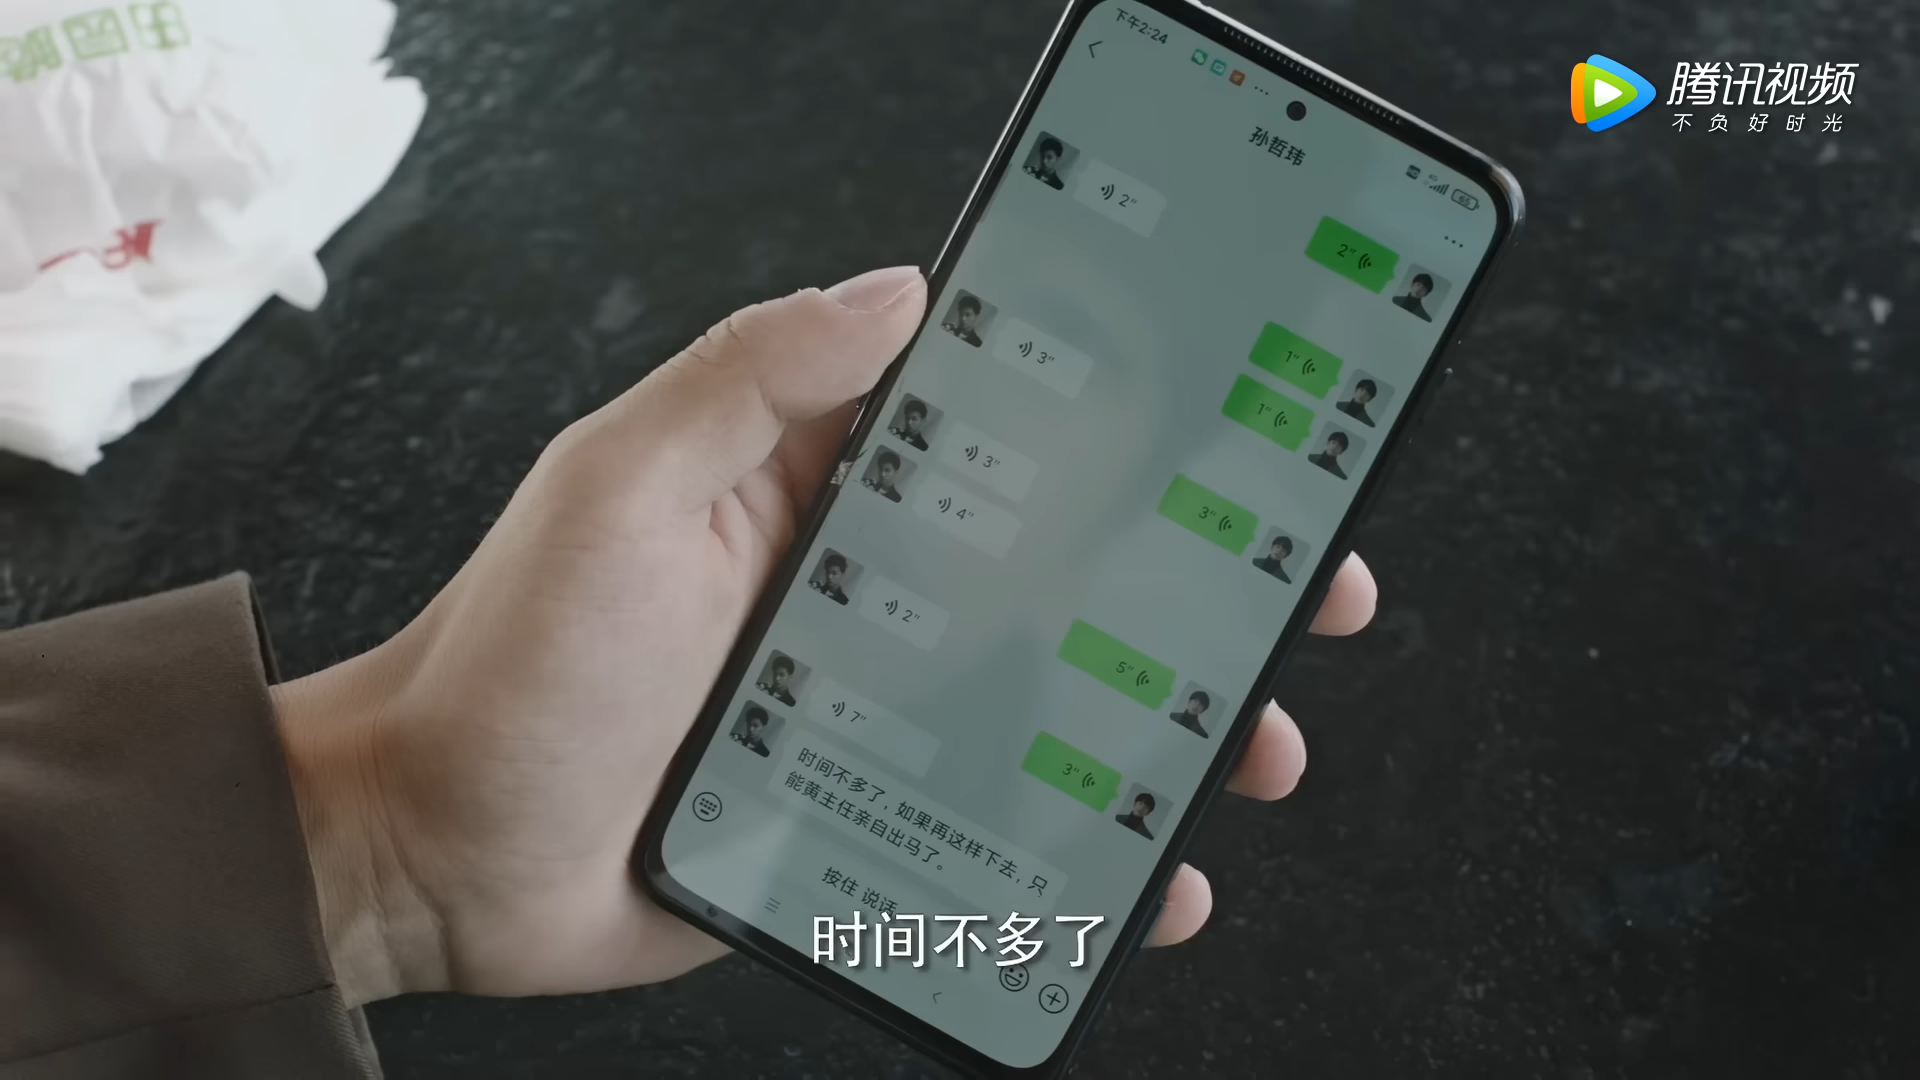 腾讯视频
不负好时光
下午2:24
孙哲玮
2"
2"
3"
1"
1"
3"
4"
3"
2"
5"
7"
3"
时间不多了，如果再这样下去，只
能黄主任亲自出马了。
按住 说话
时间不多了